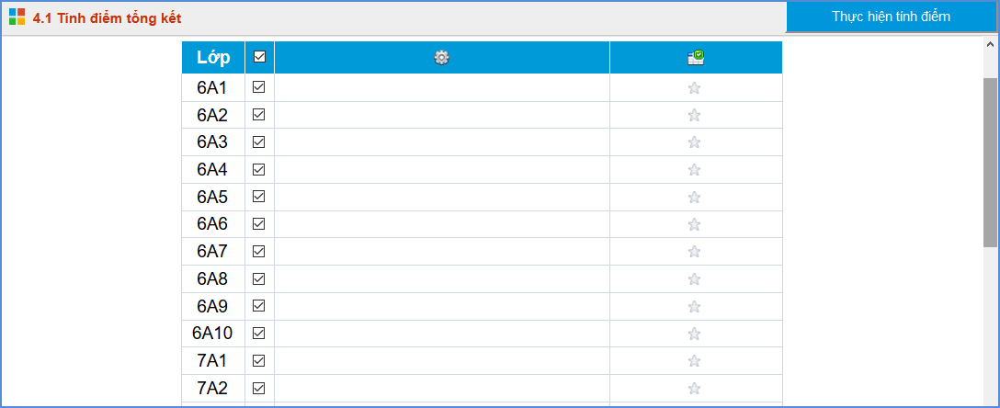 4.1 Tính điểm tổng kết
Thực hiện tính điểm
Lớp
6A1
6A2
6A3
6A4
6A5
6A6
6A7
6A8
6A9
6A10
7A1
7A2